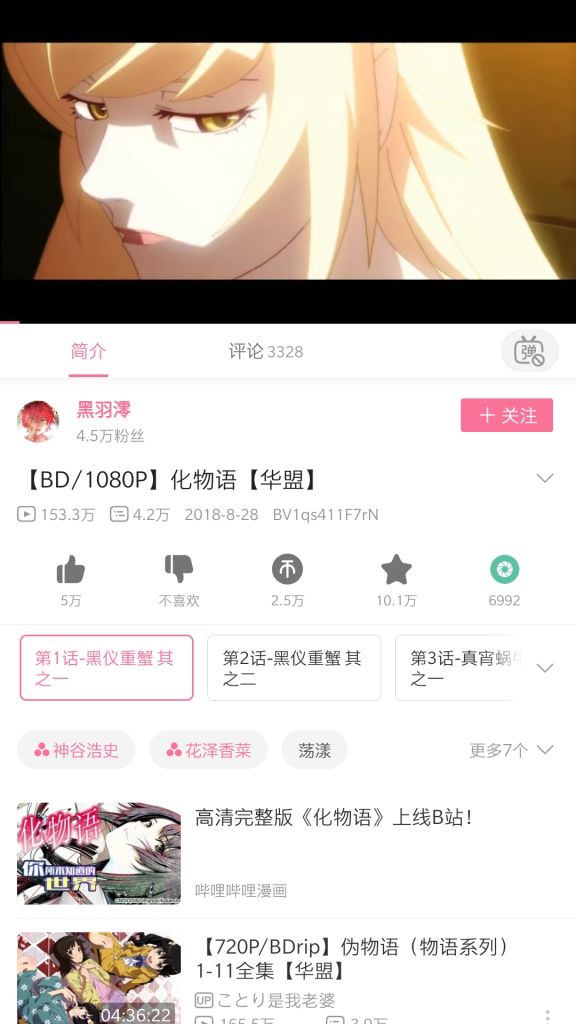 简介
评论 3328
弹
黑羽澪
4.5万粉丝
关注
【BD/1080P】化物语【华盟】
153.3万 4.2万 2018-8-28 BV1qs411F7rN
5万
不喜欢
2.5万
10.1万
6992
第1话-黑仪重蟹 其
之一
第2话-黑仪重蟹 其
之二
第3话-真宵蜗牛
之一
神谷浩史
花泽香菜
荡漾
更多7个
化物语
你所不知道的
世界
高清完整版《化物语》上线B站！
哔哩哔哩漫画
04:36:22
【720P/BDrip】伪物语（物语系列）
1-11全集【华盟】
UP ことり是我老婆
165.5万 3.9万